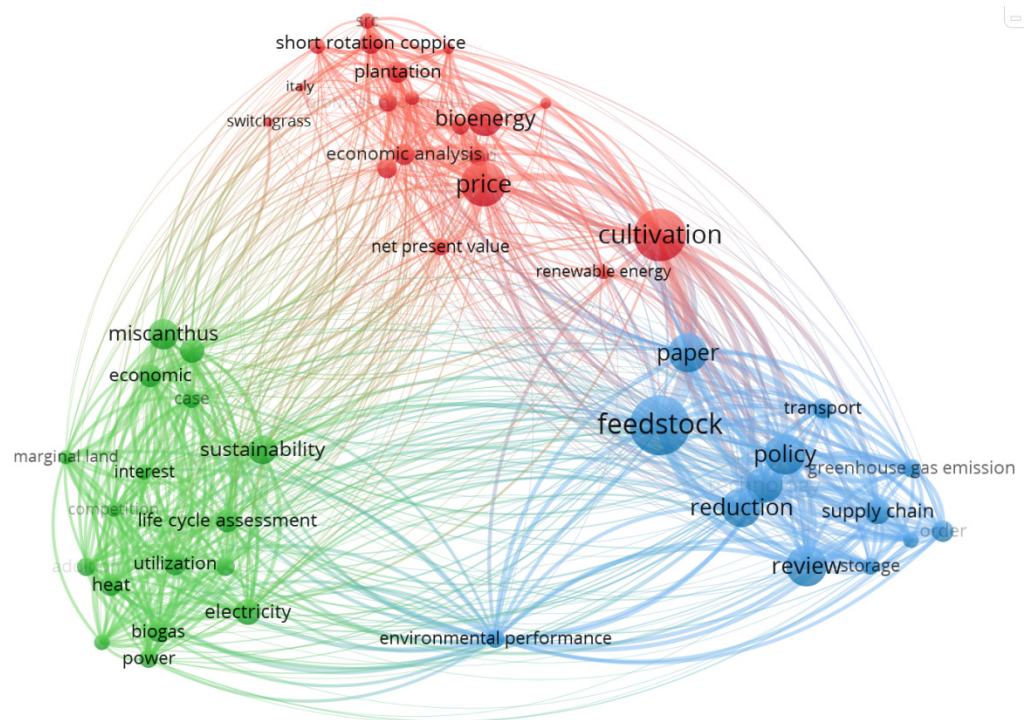 src
short rotation coppice
plantation
italy
bioenergy
switchgrass
economic analysis
price
cultivation
net present value
renewable energy
miscanthus
paper
economic
case
transport
feedstock
sustainability
policy
marginal land
greenhouse gas emission
interest
reduction
competition
supply chain
life cycle assessment
order
utilization
review
storage
heat
electricity
biogas
environmental performance
power